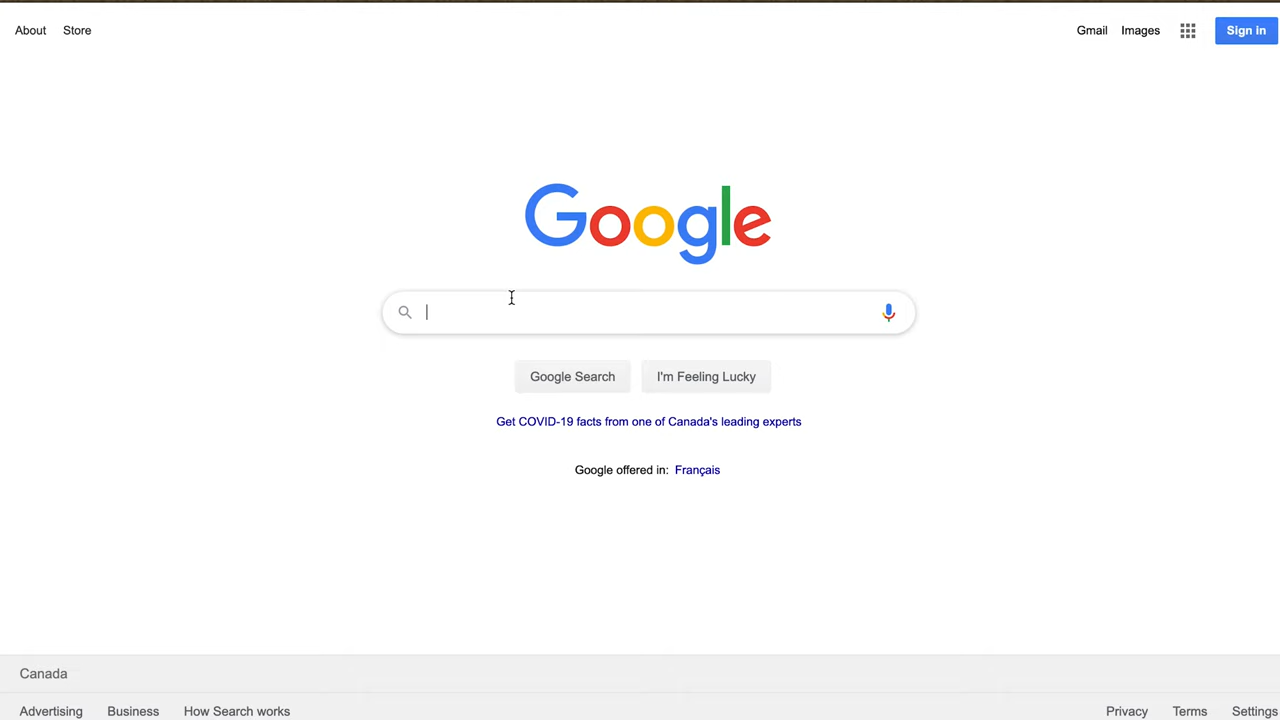 About Store Gmail Images Sign in
Google
Google Search I'm Feeling Lucky
Get COVID-19 facts from one of Canada's leading experts
Google offered in: Français
Canada
Advertising Business How Search works Privacy Terms Settings